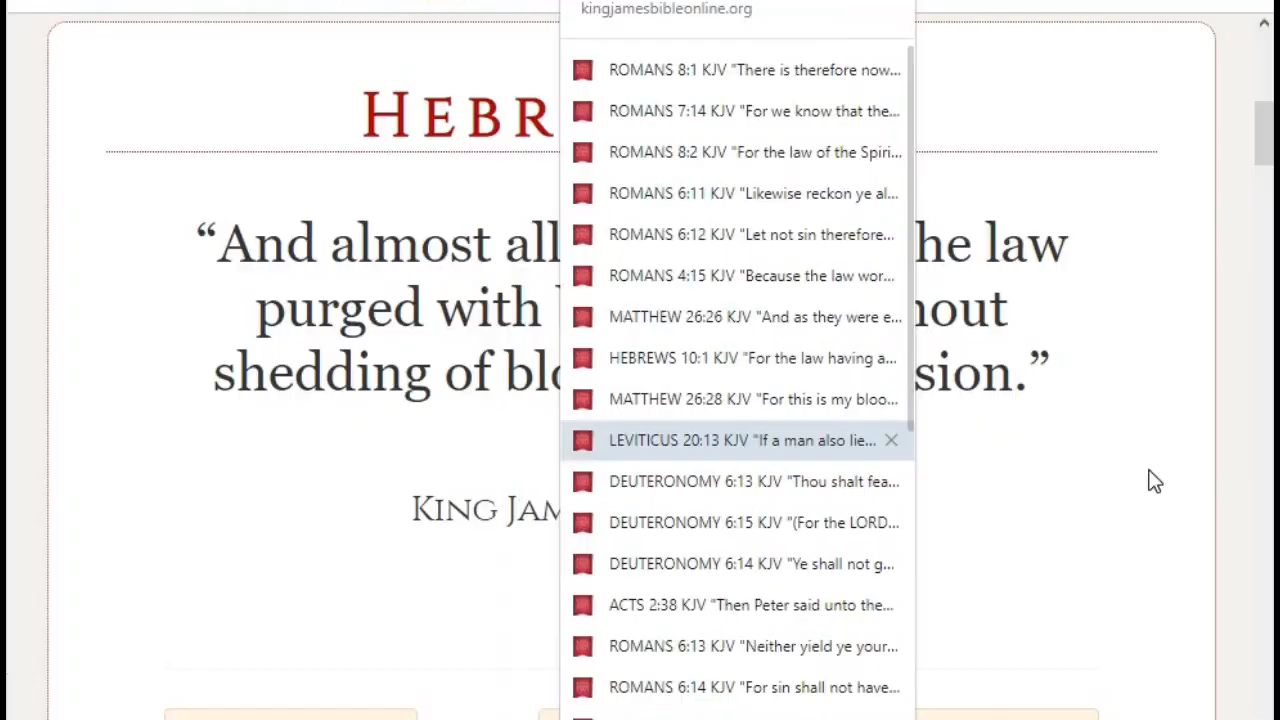 kingjamesbibleonline.org
ROMANS 8:1 KJV "There is therefore now...
ROMANS 7:14 KJV "For we know that the...
ROMANS 8:2 KJV "For the law of the Spiri...
ROMANS 6:11 KJV "Likewise reckon ye al...
ROMANS 6:12 KJV "Let not sin therefore...
ROMANS 4:15 KJV "Because the law wor...
MATTHEW 26:26 KJV "And as they were e...
HEBREWS 10:1 KJV "For the law having a...
MATTHEW 26:28 KJV "For this is my bloo...
LEVITICUS 20:13 KJV "If a man also lie...
DEUTERONOMY 6:13 KJV "Thou shalt fea...
DEUTERONOMY 6:15 KJV "(For the LORD...
DEUTERONOMY 6:14 KJV "Ye shall not g...
ACTS 2:38 KJV "Then Peter said unto the...
ROMANS 6:13 KJV "Neither yield ye your...
ROMANS 6:14 KJV "For sin shall not have...
HEBR
“And almost all he law
purged with hout
shedding of blo sion.”
KING JAM